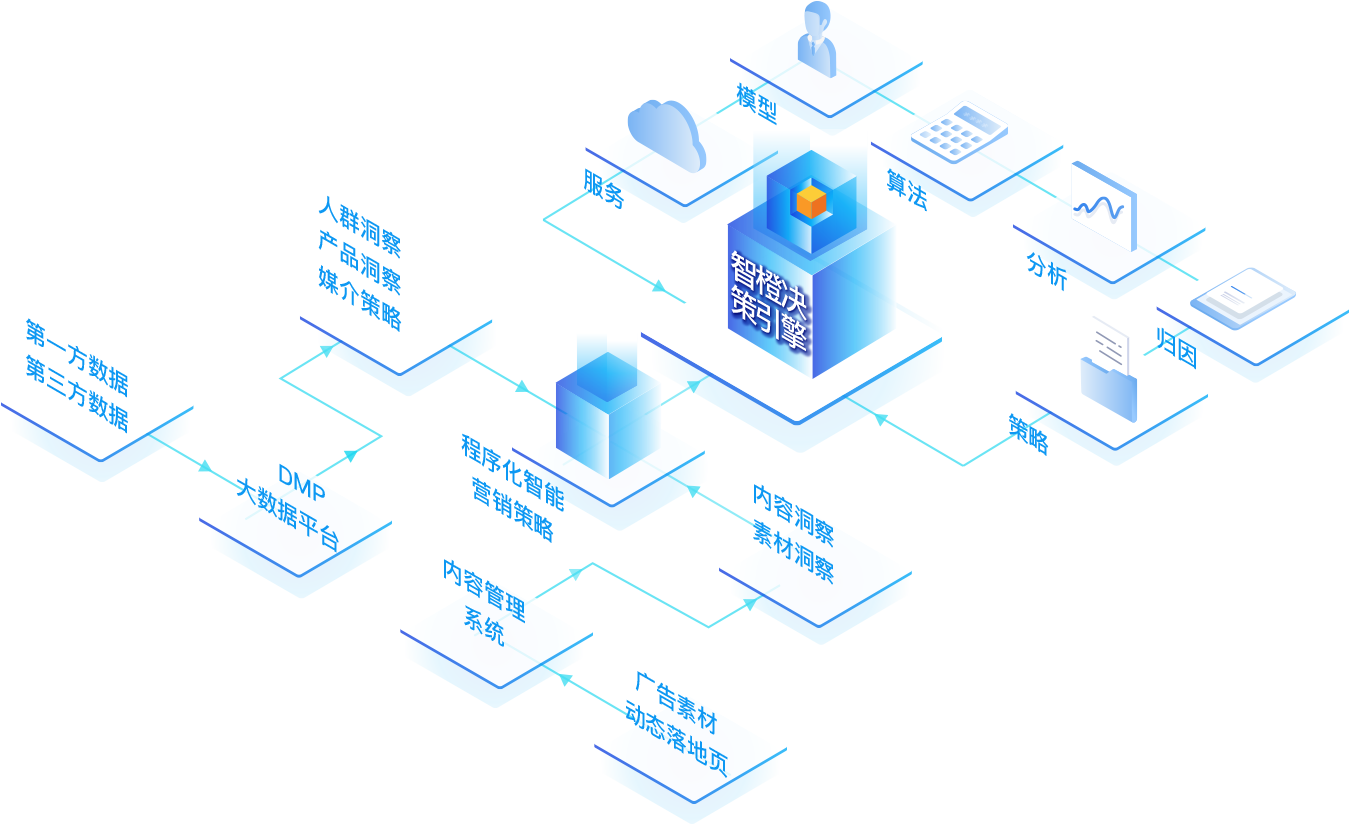 模型
服务
算法
人群洞察
产品洞察
媒介策略
智橙决
策引擎
分析
第一方数据
第三方数据
归因
策略
程序化智能
营销策略
DMP
大数据平台
内容洞察
素材洞察
内容管理
系统
广告素材
动态落地页